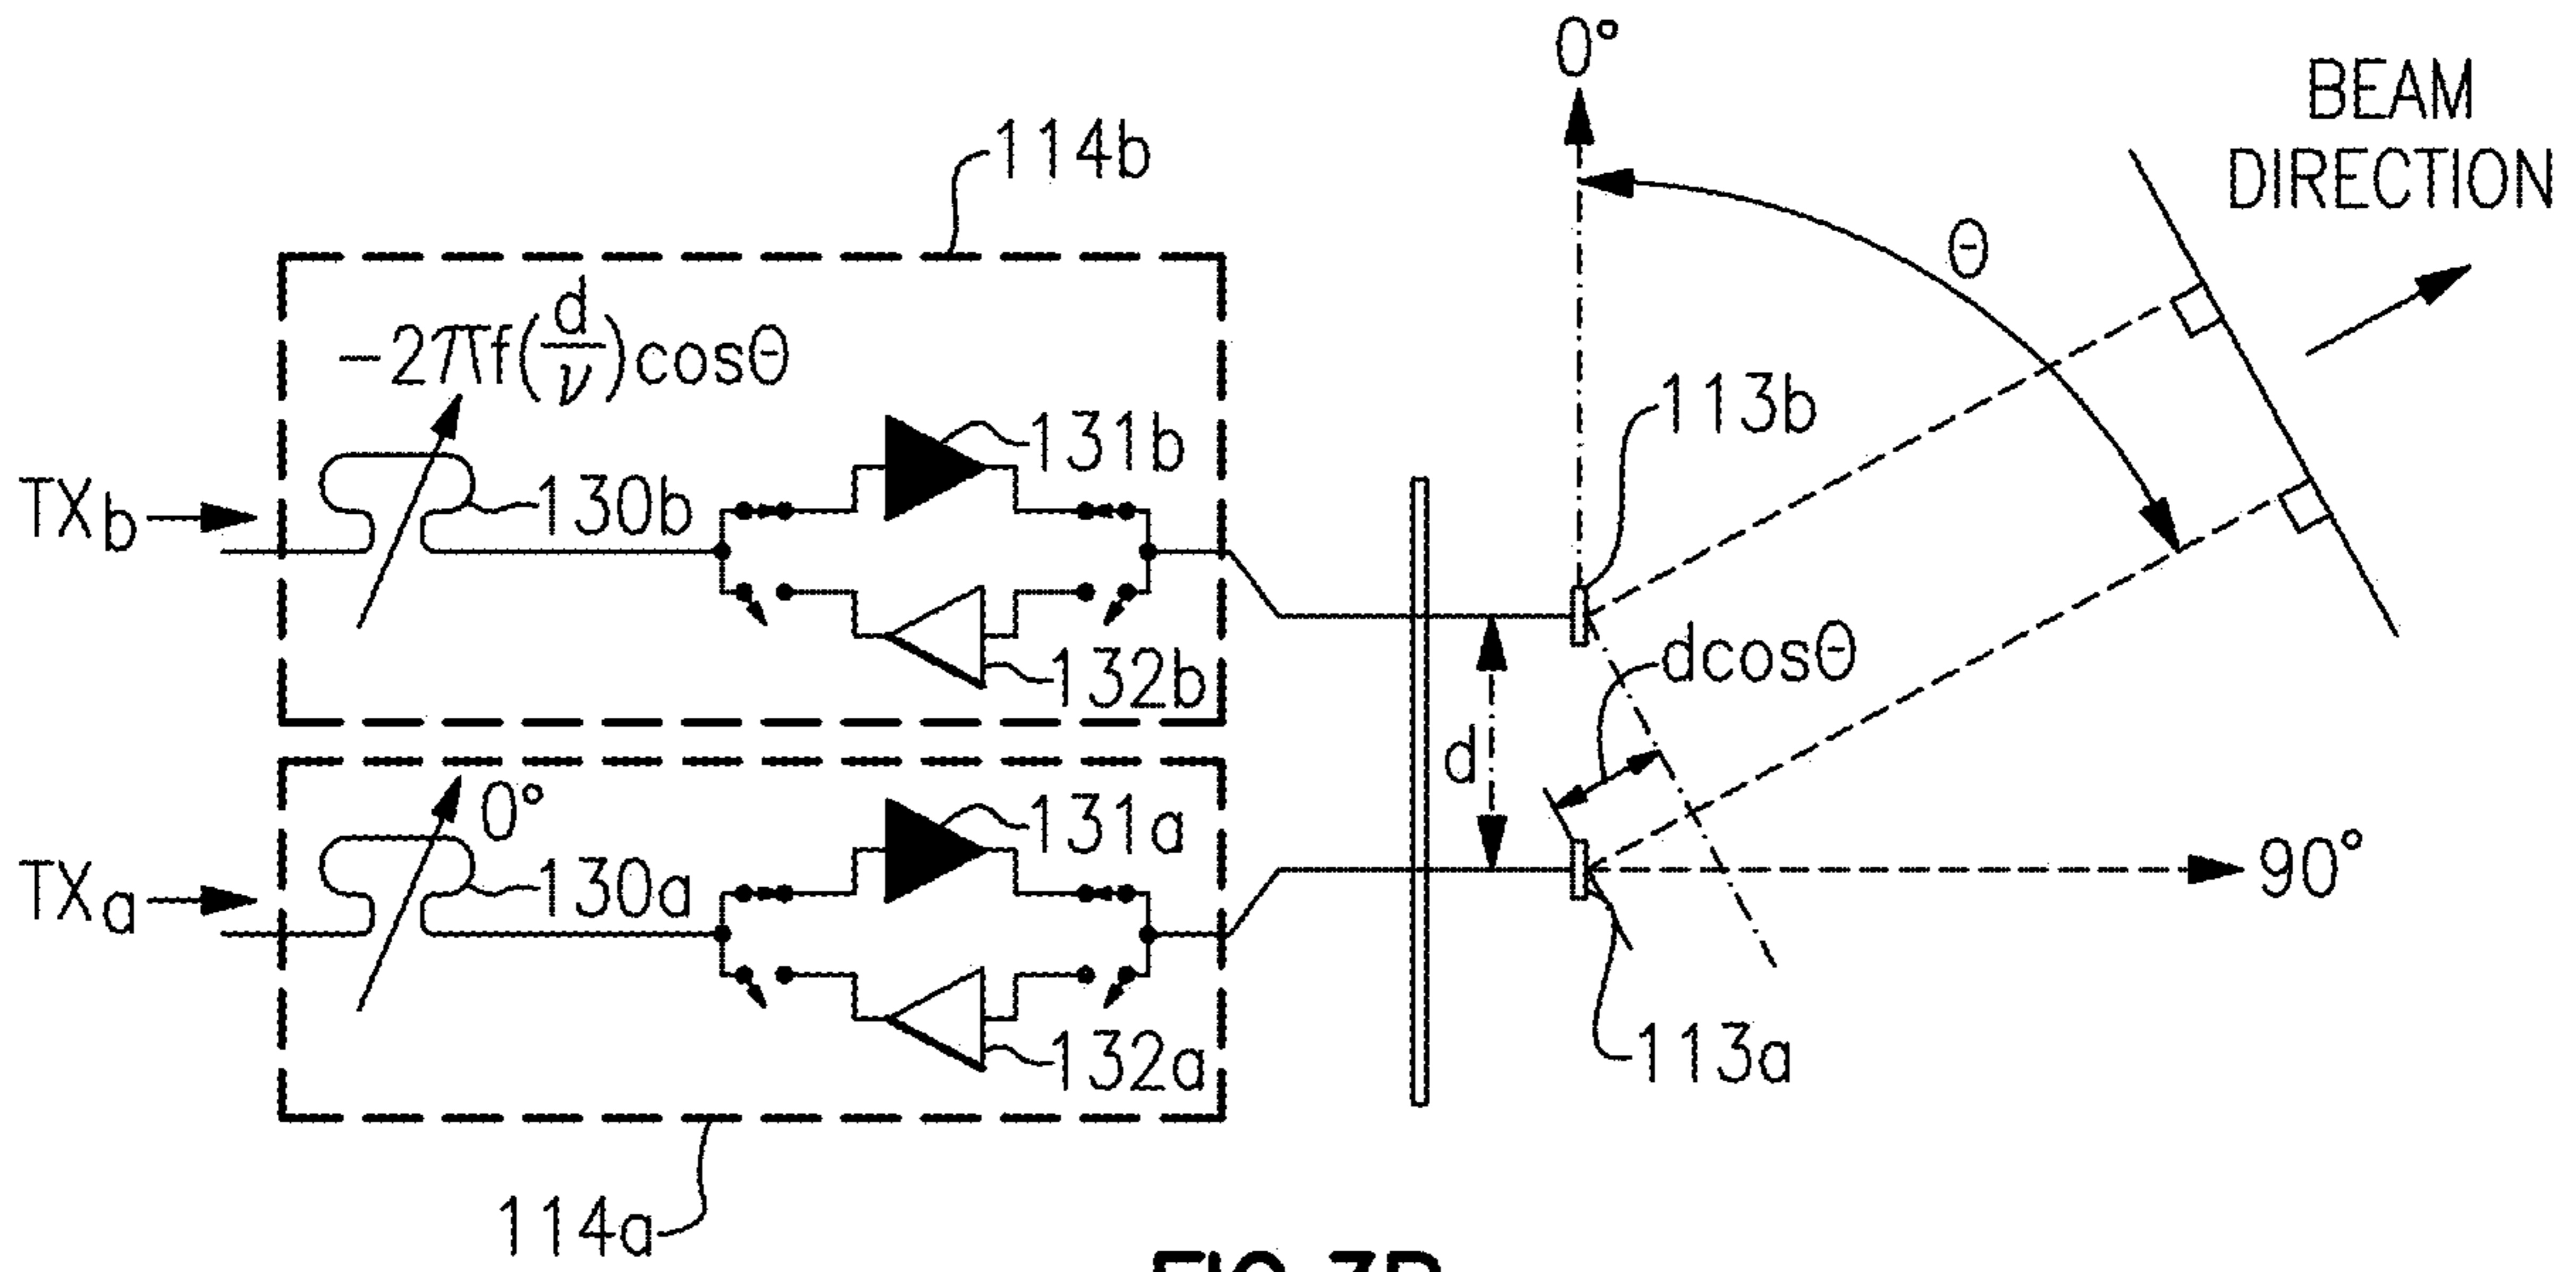 0°
BEAM
DIRECTION
θ
114b
-2πf(d/ν)cosθ
131b
113b
TXb
130b
132b
dcosθ
d
0°
131a
TXa
130a
90°
132a
113a
114a